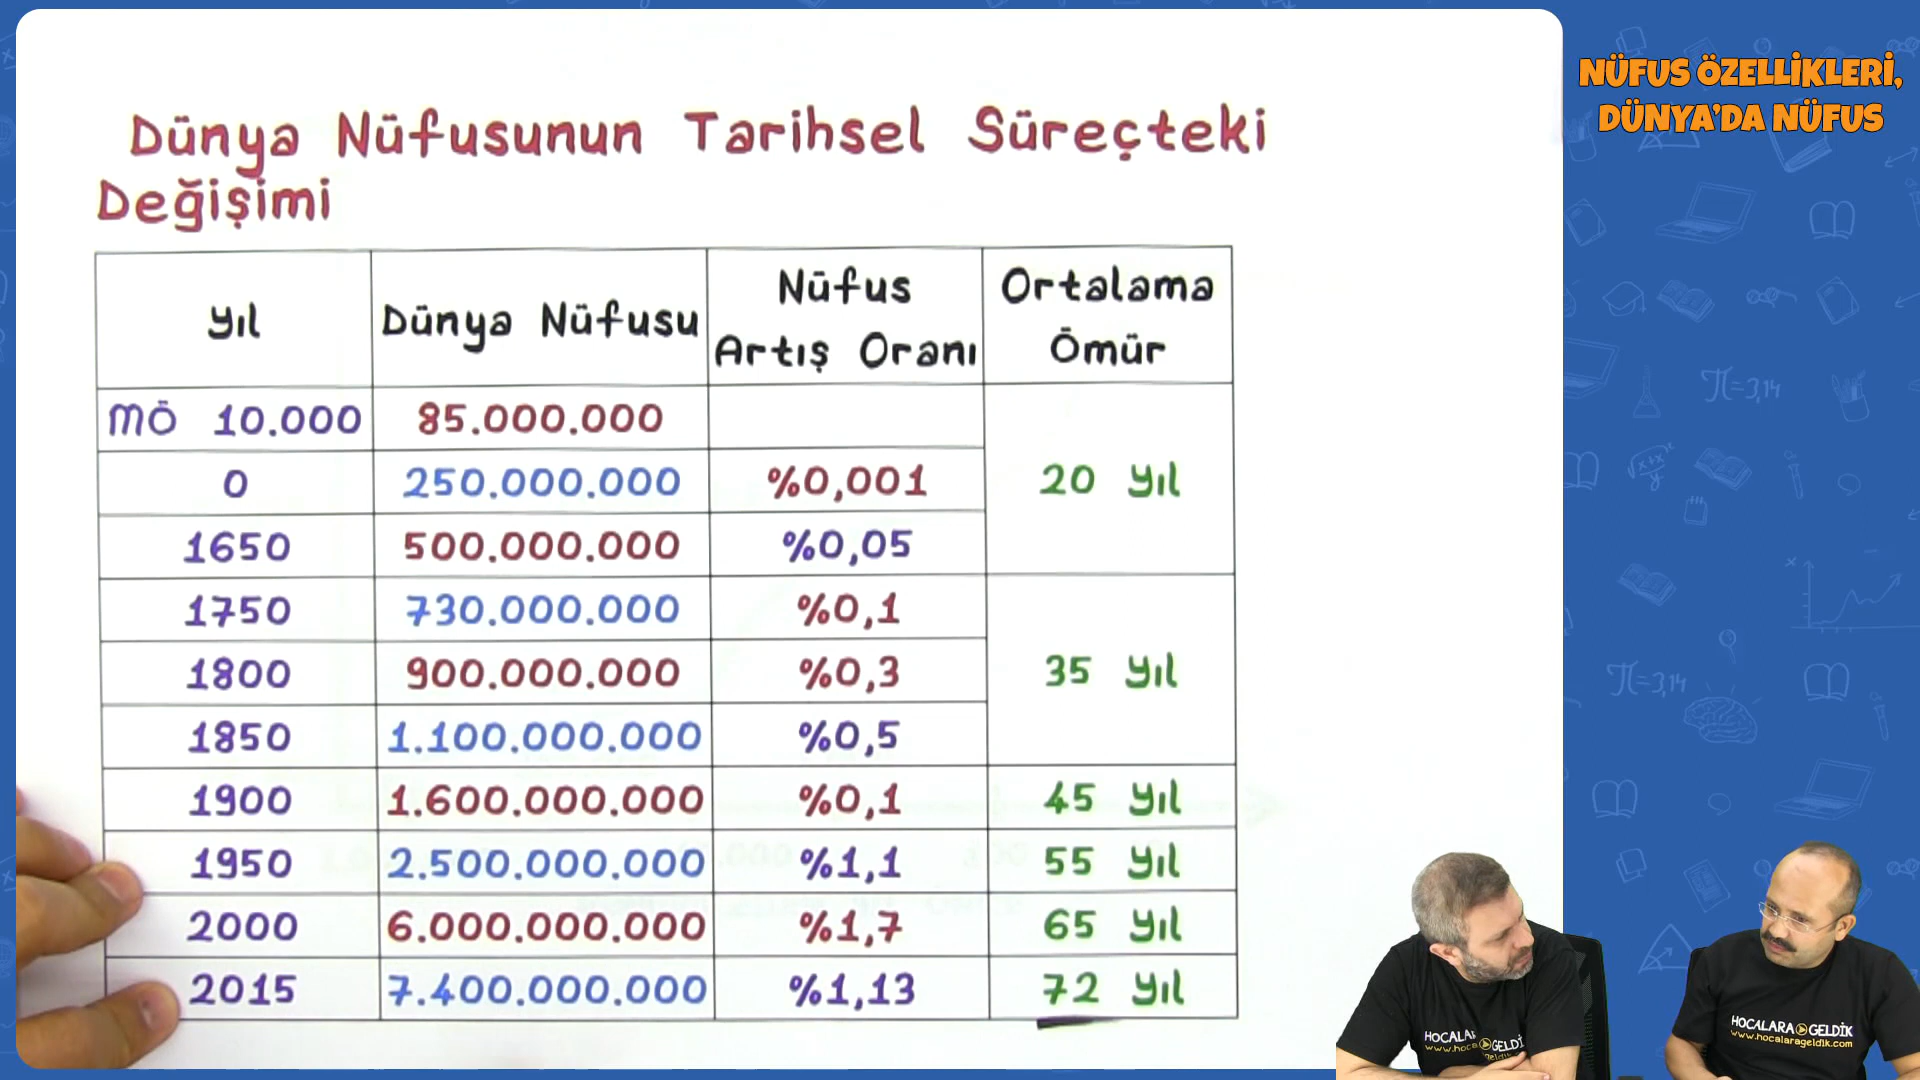 NÜFUS ÖZELLİKLERİ,
DÜNYA'DA NÜFUS
Dünya Nüfusunun Tarihsel Süreçteki
Değişimi
Yıl Dünya Nüfusu Nüfus Artış Oranı Ortalama Ömür
MÖ 10.000 85.000.000
0 250.000.000 %0,001 20 Yıl
1650 500.000.000 %0,05
1750 730.000.000 %0,1
1800 900.000.000 %0,3 35 Yıl
1850 1.100.000.000 %0,5
1900 1.600.000.000 %0,1 45 Yıl
1950 2.500.000.000 %1,1 55 Yıl
2000 6.000.000.000 %1,7 65 Yıl
2015 7.400.000.000 %1,13 72 Yıl
HOCALARA GELDİK
www.hocalarageldik.com
π=3,14
π=3,14